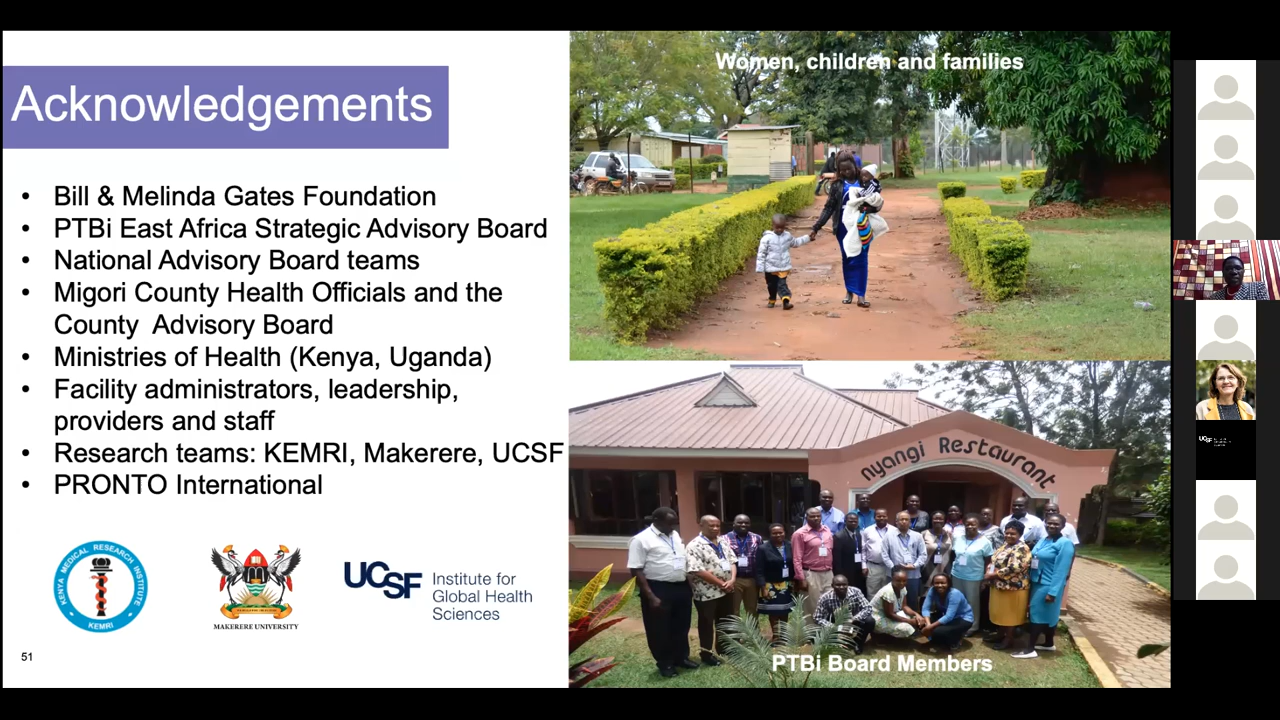 Acknowledgements
• Bill & Melinda Gates Foundation
• PTBi East Africa Strategic Advisory Board
• National Advisory Board teams
• Migori County Health Officials and the
County Advisory Board
• Ministries of Health (Kenya, Uganda)
• Facility administrators, leadership,
providers and staff
• Research teams: KEMRI, Makerere, UCSF
• PRONTO International
KENYA MEDICAL RESEARCH INSTITUTE
KEMRI
MAKERERE UNIVERSITY
UCSF
Institute for
Global Health
Sciences
51
Women, children and families
nyangi Restaurant
PTBi Board Members
UCSF